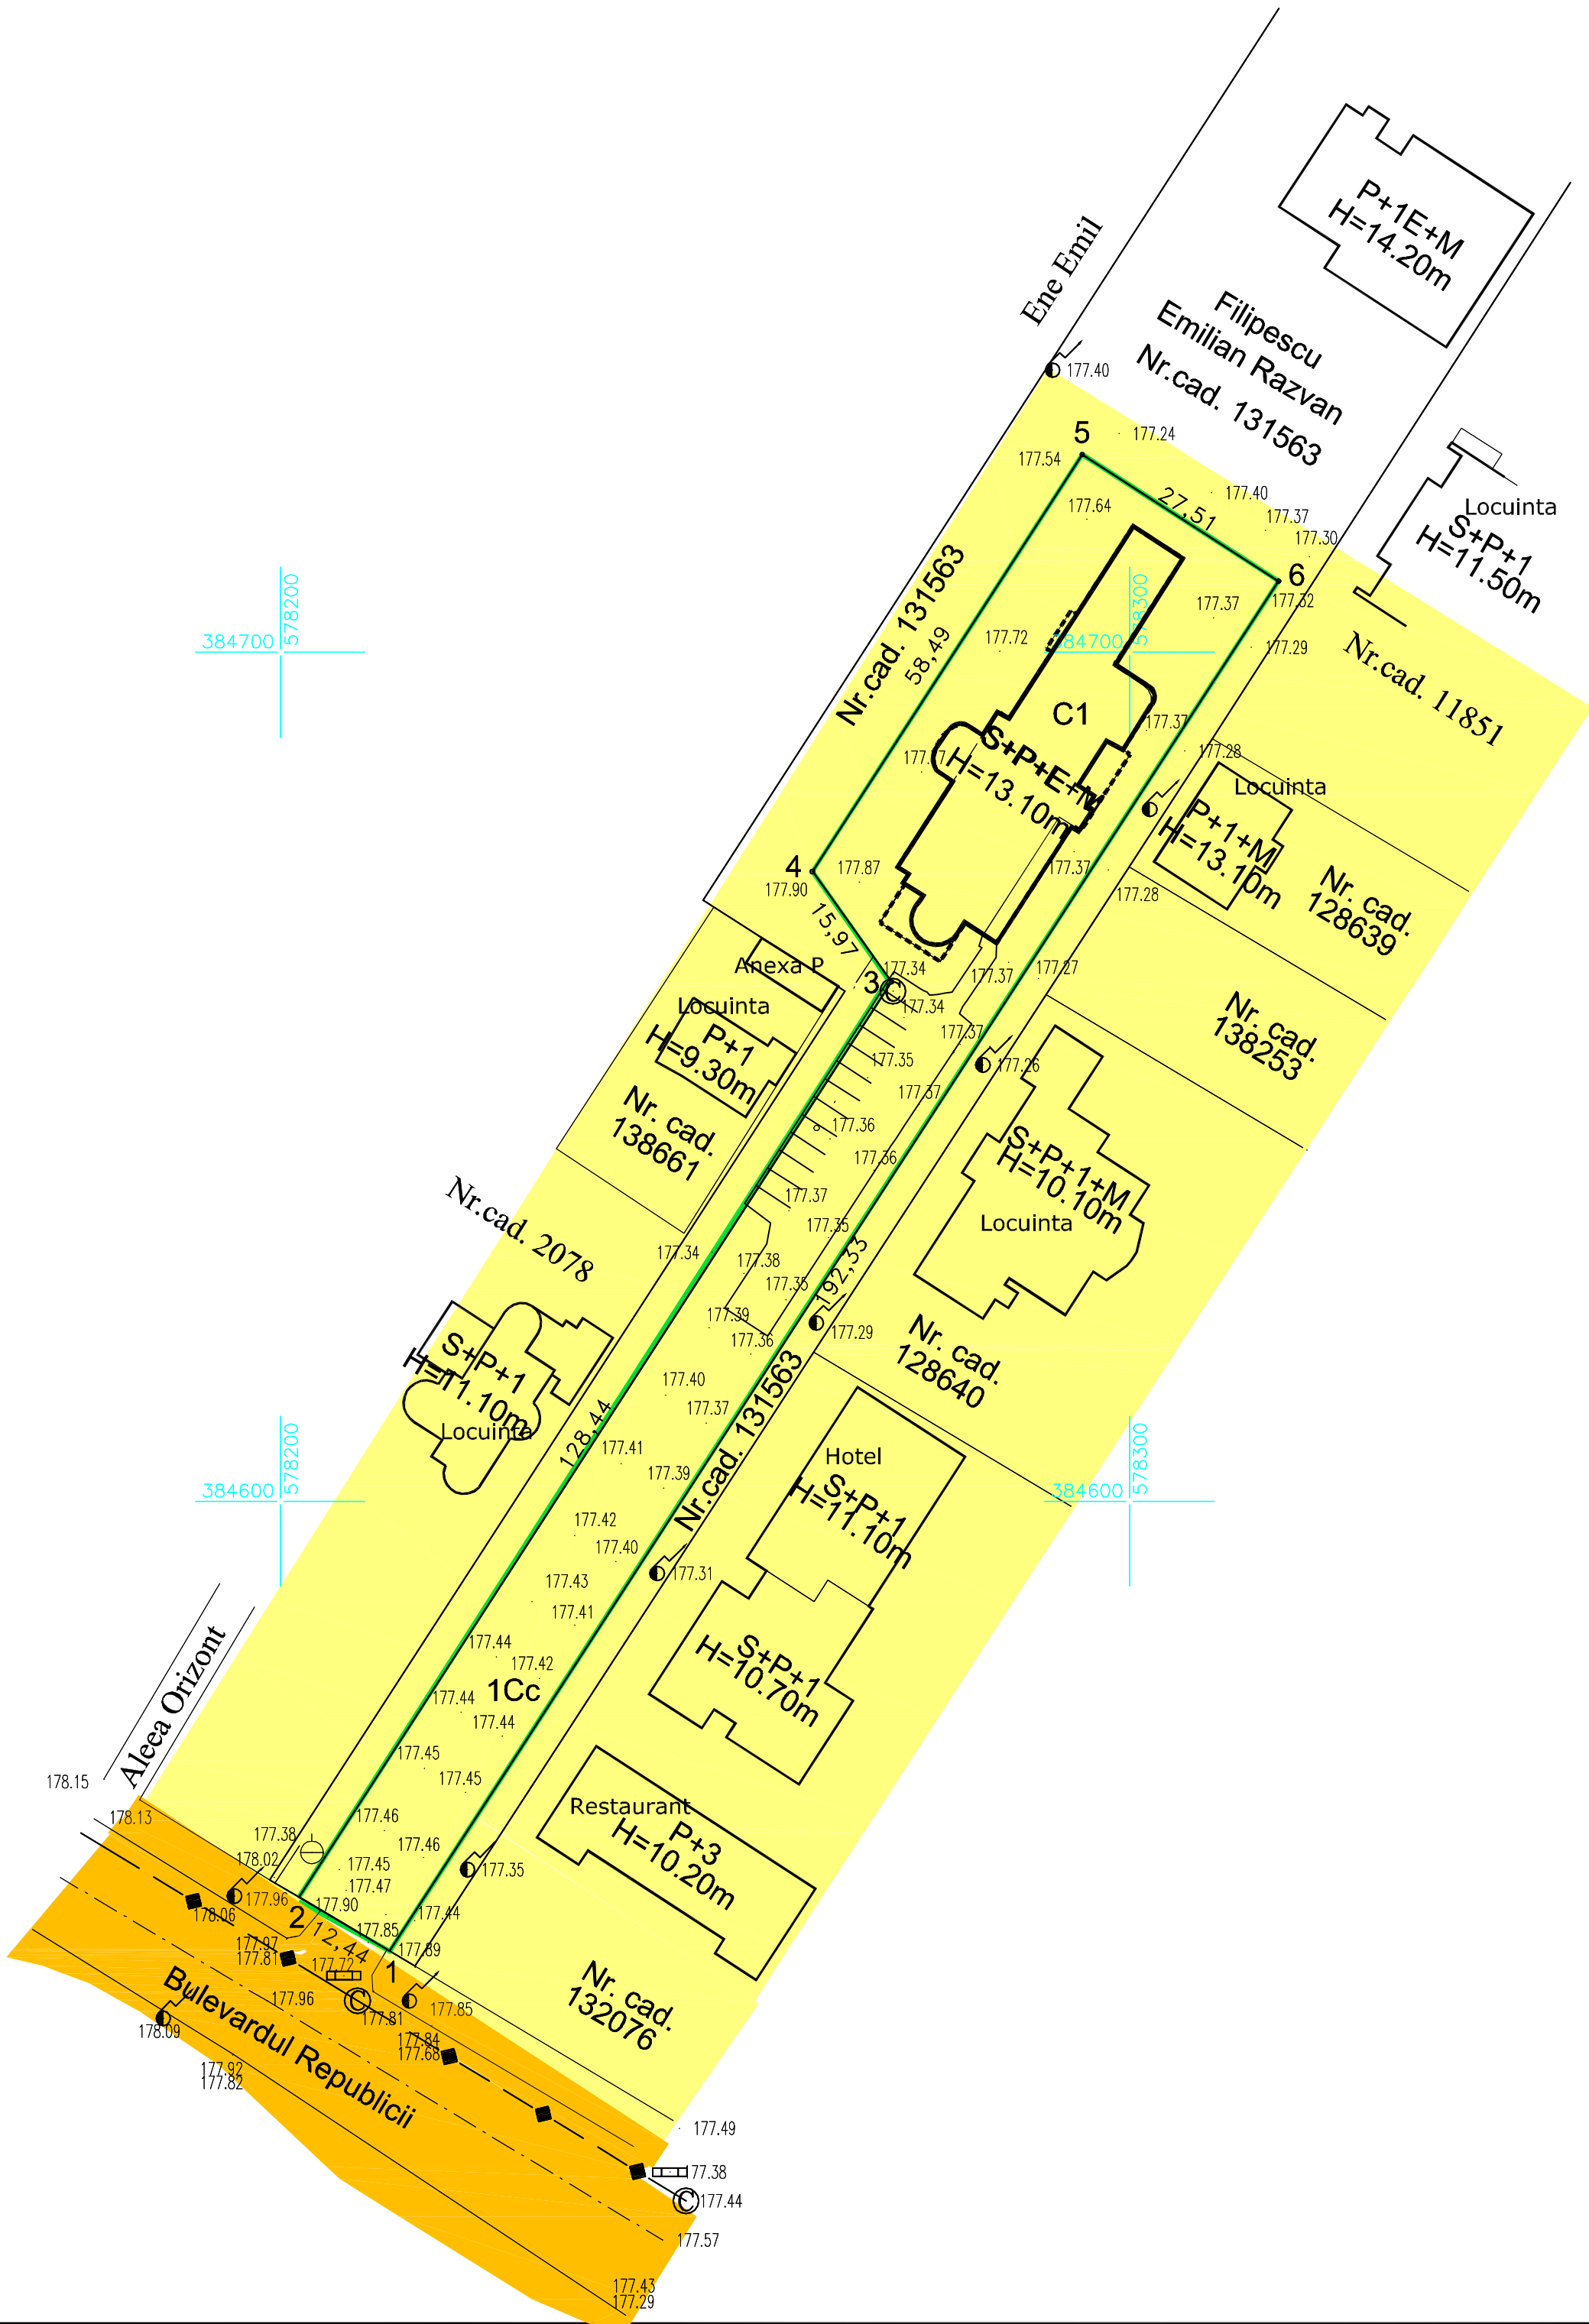 P+1E+M
H=14.20m
Ene Emil
Filipescu
Emilian Razvan
Nr.cad. 131563
177.40
5
177.24
177.54
27,51
177.40
177.37
177.30
177.64
Locuinta
S+P+1
H=11.50m
6
177.32
177.37
177.29
Nr.cad. 131563
58,49
177.72
384700
578200
384700
578300
Nr.cad. 11851
C1
177.37
177.28
S+P+E+M
H=13.10m
Locuinta
P+1+M
H=13.10m
4
177.87
177.90
177.37
177.28
Nr. cad.
128639
15,97
Anexa P
3
C
177.34
177.37
177.27
Locuinta
P+1
H=9.30m
177.34
177.37
Nr. cad.
138253
177.35
177.26
177.37
Nr. cad.
138661
177.36
177.36
S+P+1+M
H=10.10m
Locuinta
Nr.cad. 2078
177.37
177.35
177.34
177.38
177.35
192,33
177.39
177.36
177.29
Nr. cad.
128640
S+P+1
H=11.10m
Locuinta
177.40
177.37
Nr.cad. 131563
128,44
177.41
177.39
Hotel
S+P+1
H=11.10m
384600
578200
384600
578300
177.42
177.40
177.43
177.31
177.41
177.44
177.42
S+P+1
H=10.70m
1Cc
177.44
177.44
Aleea Orizont
177.45
177.45
178.15
178.13
177.46
Restaurant
P+3
H=10.20m
177.38
178.02
177.46
177.45
177.35
177.47
177.96
178.06
2
177.90
177.44
12,44
177.85
177.89
177.97
177.81
177.72
1
Nr. cad.
132076
177.96
C
177.81
177.85
178.09
177.84
177.68
Bulevardul Republicii
177.92
177.82
177.49
177.38
C
177.44
177.57
177.43
177.29